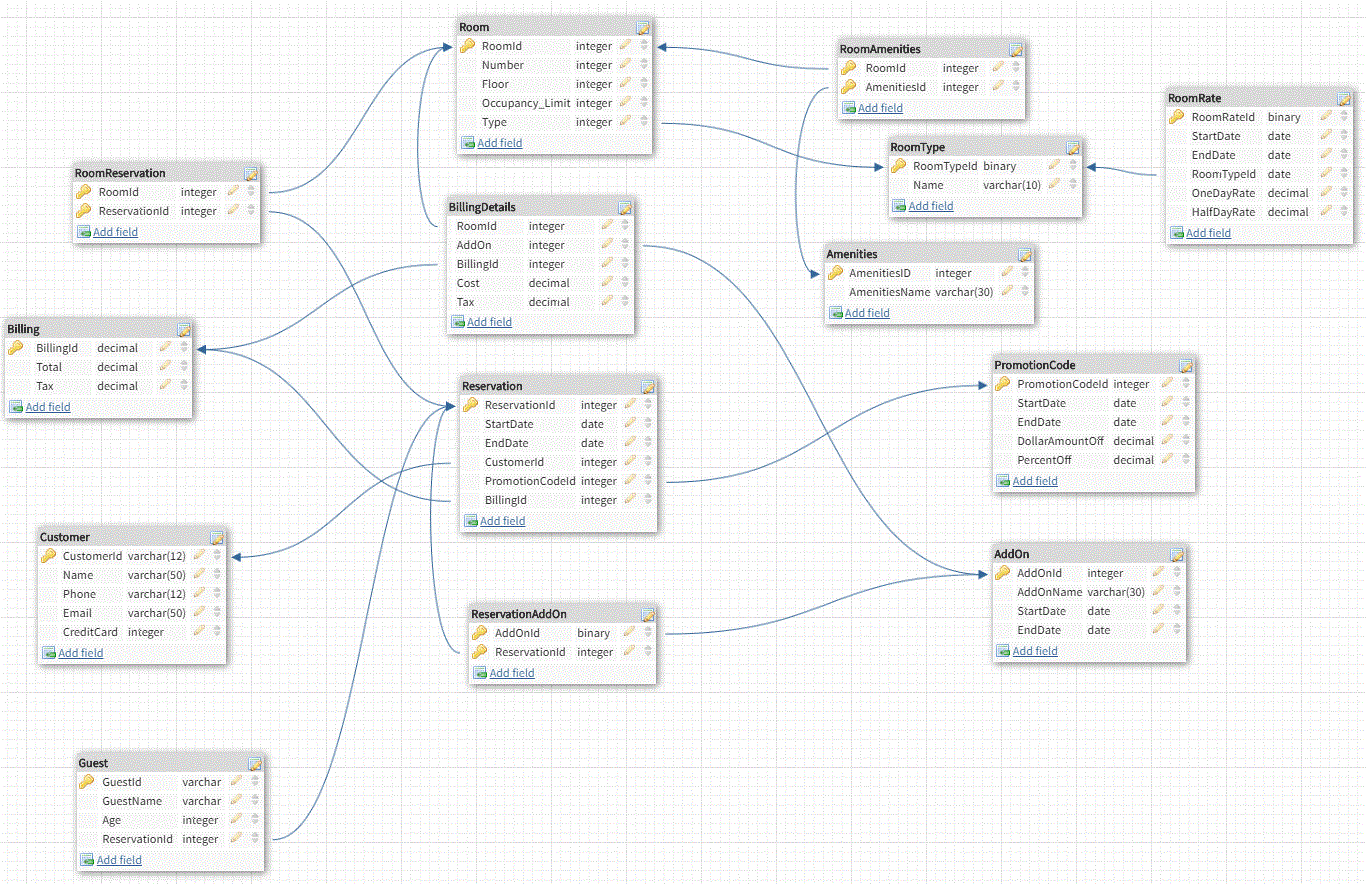 Room
RoomId integer
Number integer
Floor integer
Occupancy_Limit integer
Type integer
Add field
RoomAmenities
RoomId integer
AmenitiesId integer
Add field
RoomRate
RoomRateId binary
StartDate date
EndDate date
RoomTypeId date
OneDayRate decimal
HalfDayRate decimal
Add field
RoomType
RoomTypeId binary
Name varchar(10)
Add field
RoomReservation
RoomId integer
ReservationId integer
Add field
BillingDetails
RoomId integer
AddOn integer
BillingId integer
Cost decimal
Tax decimal
Add field
Amenities
AmenitiesID integer
AmenitiesName varchar(30)
Add field
Billing
BillingId decimal
Total decimal
Tax decimal
Add field
Reservation
ReservationId integer
StartDate date
EndDate date
CustomerId integer
PromotionCodeId integer
BillingId integer
Add field
PromotionCode
PromotionCodeId integer
StartDate date
EndDate date
DollarAmountOff decimal
PercentOff decimal
Add field
Customer
CustomerId varchar(12)
Name varchar(50)
Phone varchar(12)
Email varchar(50)
CreditCard integer
Add field
AddOn
AddOnId integer
AddOnName varchar(30)
StartDate date
EndDate date
Add field
ReservationAddOn
AddOnId binary
ReservationId integer
Add field
Guest
GuestId varchar
GuestName varchar
Age integer
ReservationId integer
Add field